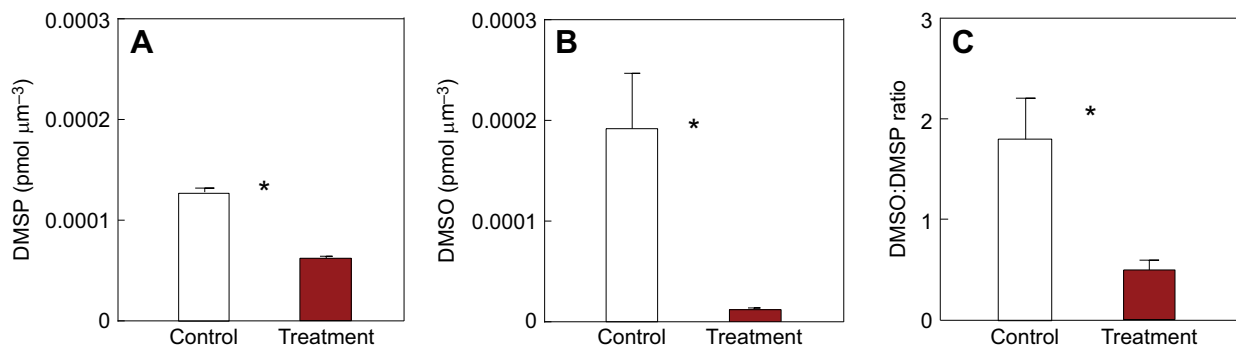 A
DMSP (pmol μm–3)
0.0003
0.0002
0.0001
0
*
Control Treatment
B
DMSO (pmol μm–3)
0.0003
0.0002
0.0001
0
*
Control Treatment
C
DMSO:DMSP ratio
3
2
1
0
*
Control Treatment